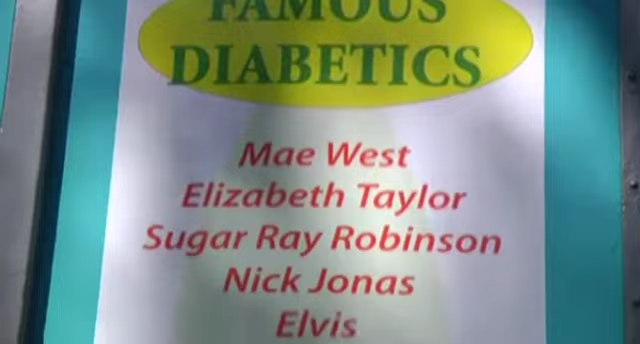 FAMOUS
DIABETICS
Mae West
Elizabeth Taylor
Sugar Ray Robinson
Nick Jonas
Elvis